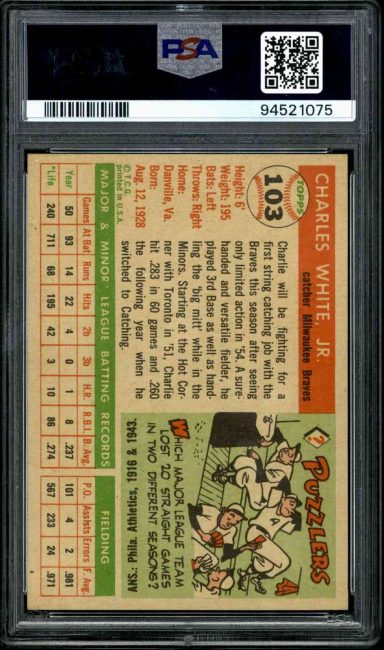 PSA
94521075
TOPPS
103
CHARLES WHITE, JR.
catcher Milwaukee Braves
Height: 6'
Weight: 195
Bats: Left
Throws: Right
Home:
Danville, Va.
Born:
Aug. 12, 1928
© T.C.G.
printed in U.S.A.
Charlie will be fighting for a
first string catching job with the
Braves this season after seeing
only limited action in '54. A sure-
handed and versatile fielder, he
played 3rd Base as well as hand-
ling the 'big mitt' while in the
Minors. Starting at the Hot Cor-
ner with Toronto in '51, Charlie
hit .283 in 60 games and .260
the following year when he
switched to Catching.
?
PUZZLERS
4
WHICH MAJOR LEAGUE TEAM
LOST 20 STRAIGHT GAMES
IN TWO DIFFERENT SEASONS?
ANS.: Phila. Athletics, 1916 & 1943.
MAJOR & MINOR LEAGUE BATTING RECORDS FIELDING
Games At Bat Runs Hits 2b 3b H.R. R.B.I. B. Avg. P.O. Assists Errors F. Avg.
Year 50 93 14 22 4 0 1 8 .237 101 4 2 .981
*Life 240 711 68 195 42 3 10 86 .274 567 233 24 .971